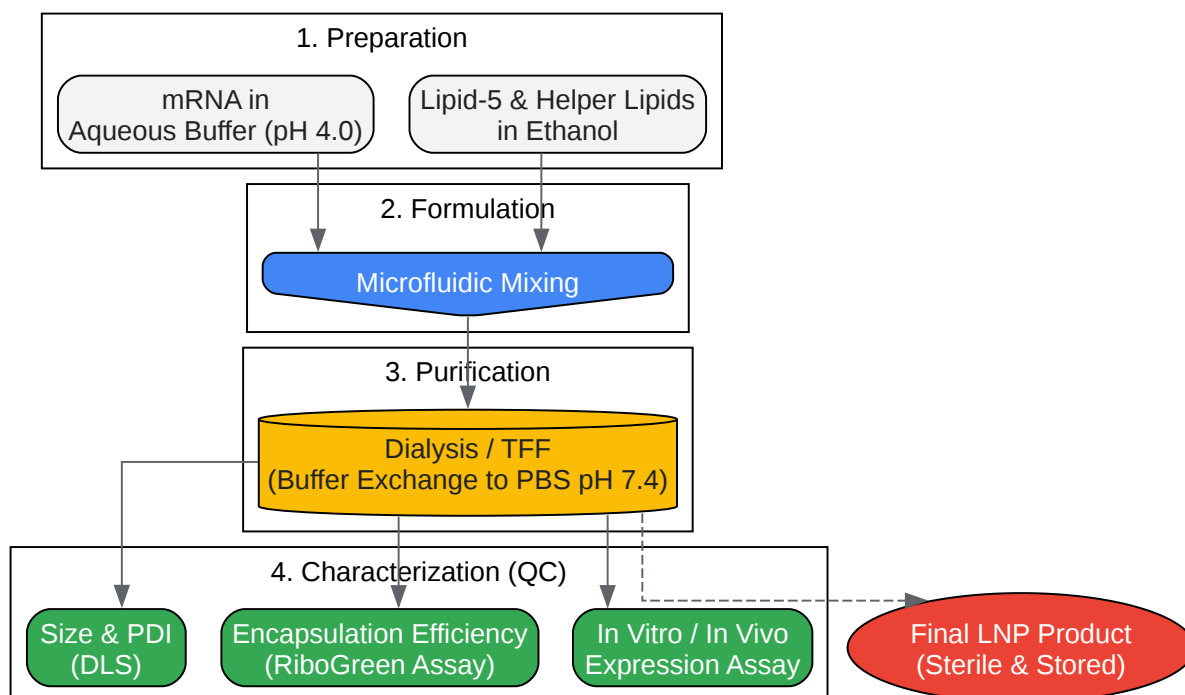 1. Preparation
mRNA in
Aqueous Buffer (pH 4.0)
Lipid-5 & Helper Lipids
in Ethanol
2. Formulation
Microfluidic Mixing
3. Purification
Dialysis / TFF
(Buffer Exchange to PBS pH 7.4)
4. Characterization (QC)
Size & PDI
(DLS)
Encapsulation Efficiency
(RiboGreen Assay)
In Vitro / In Vivo
Expression Assay
Final LNP Product
(Sterile & Stored)